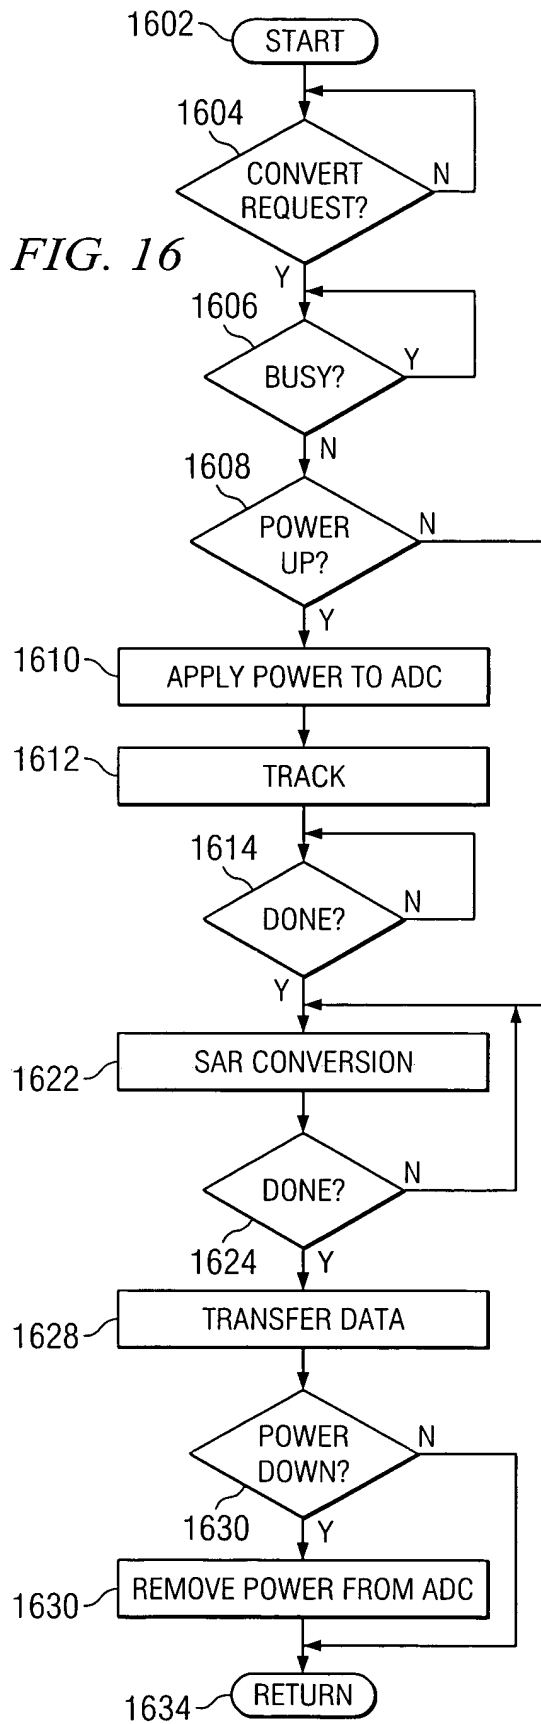 1602
START
1604
CONVERT
REQUEST?
N
FIG. 16
Y
1606
BUSY?
Y
N
1608
POWER
UP?
N
Y
1610
APPLY POWER TO ADC
1612
TRACK
1614
DONE?
N
Y
1622
SAR CONVERSION
DONE?
N
1624
Y
1628
TRANSFER DATA
POWER
DOWN?
N
1630
Y
1630
REMOVE POWER FROM ADC
1634
RETURN